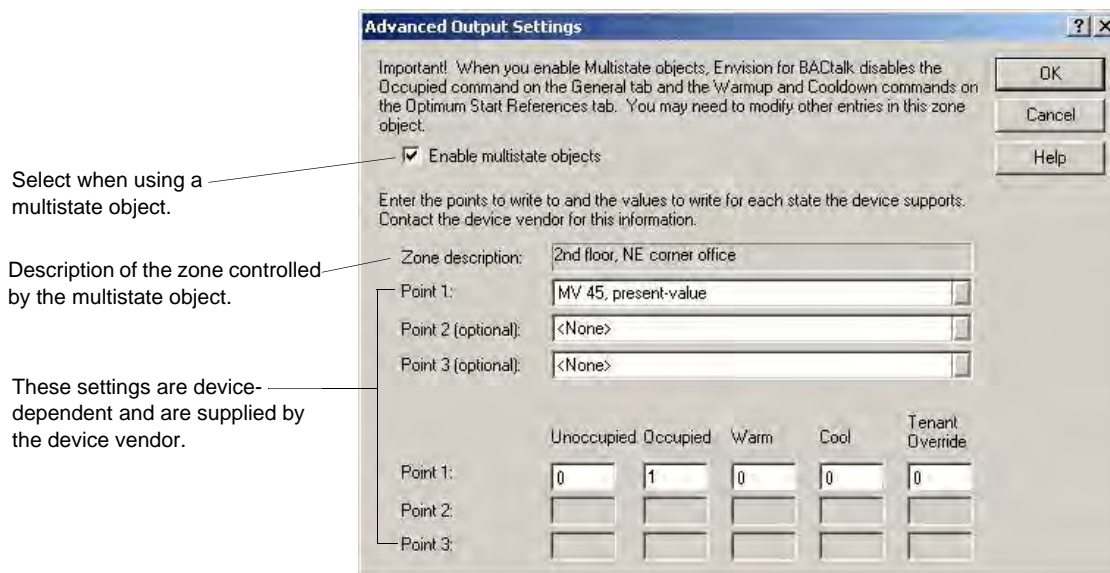 Advanced Output Settings
Important! When you enable Multistate objects, Envision for BACtalk disables the
Occupied command on the General tab and the Warmup and Cooldown commands on
the Optimum Start References tab. You may need to modify other entries in this zone
object.
OK
Cancel
Help
Enable multistate objects
Select when using a
multistate object.
Enter the points to write to and the values to write for each state the device supports.
Contact the device vendor for this information.
Zone description: 2nd floor, NE corner office
Description of the zone controlled
by the multistate object.
Point 1: MV 45, present-value
Point 2 (optional): <None>
Point 3 (optional): <None>
These settings are device-
dependent and are supplied by
the device vendor.
Unoccupied Occupied Warm Cool Tenant
Override
Point 1: 0 1 0 0 0
Point 2:
Point 3: